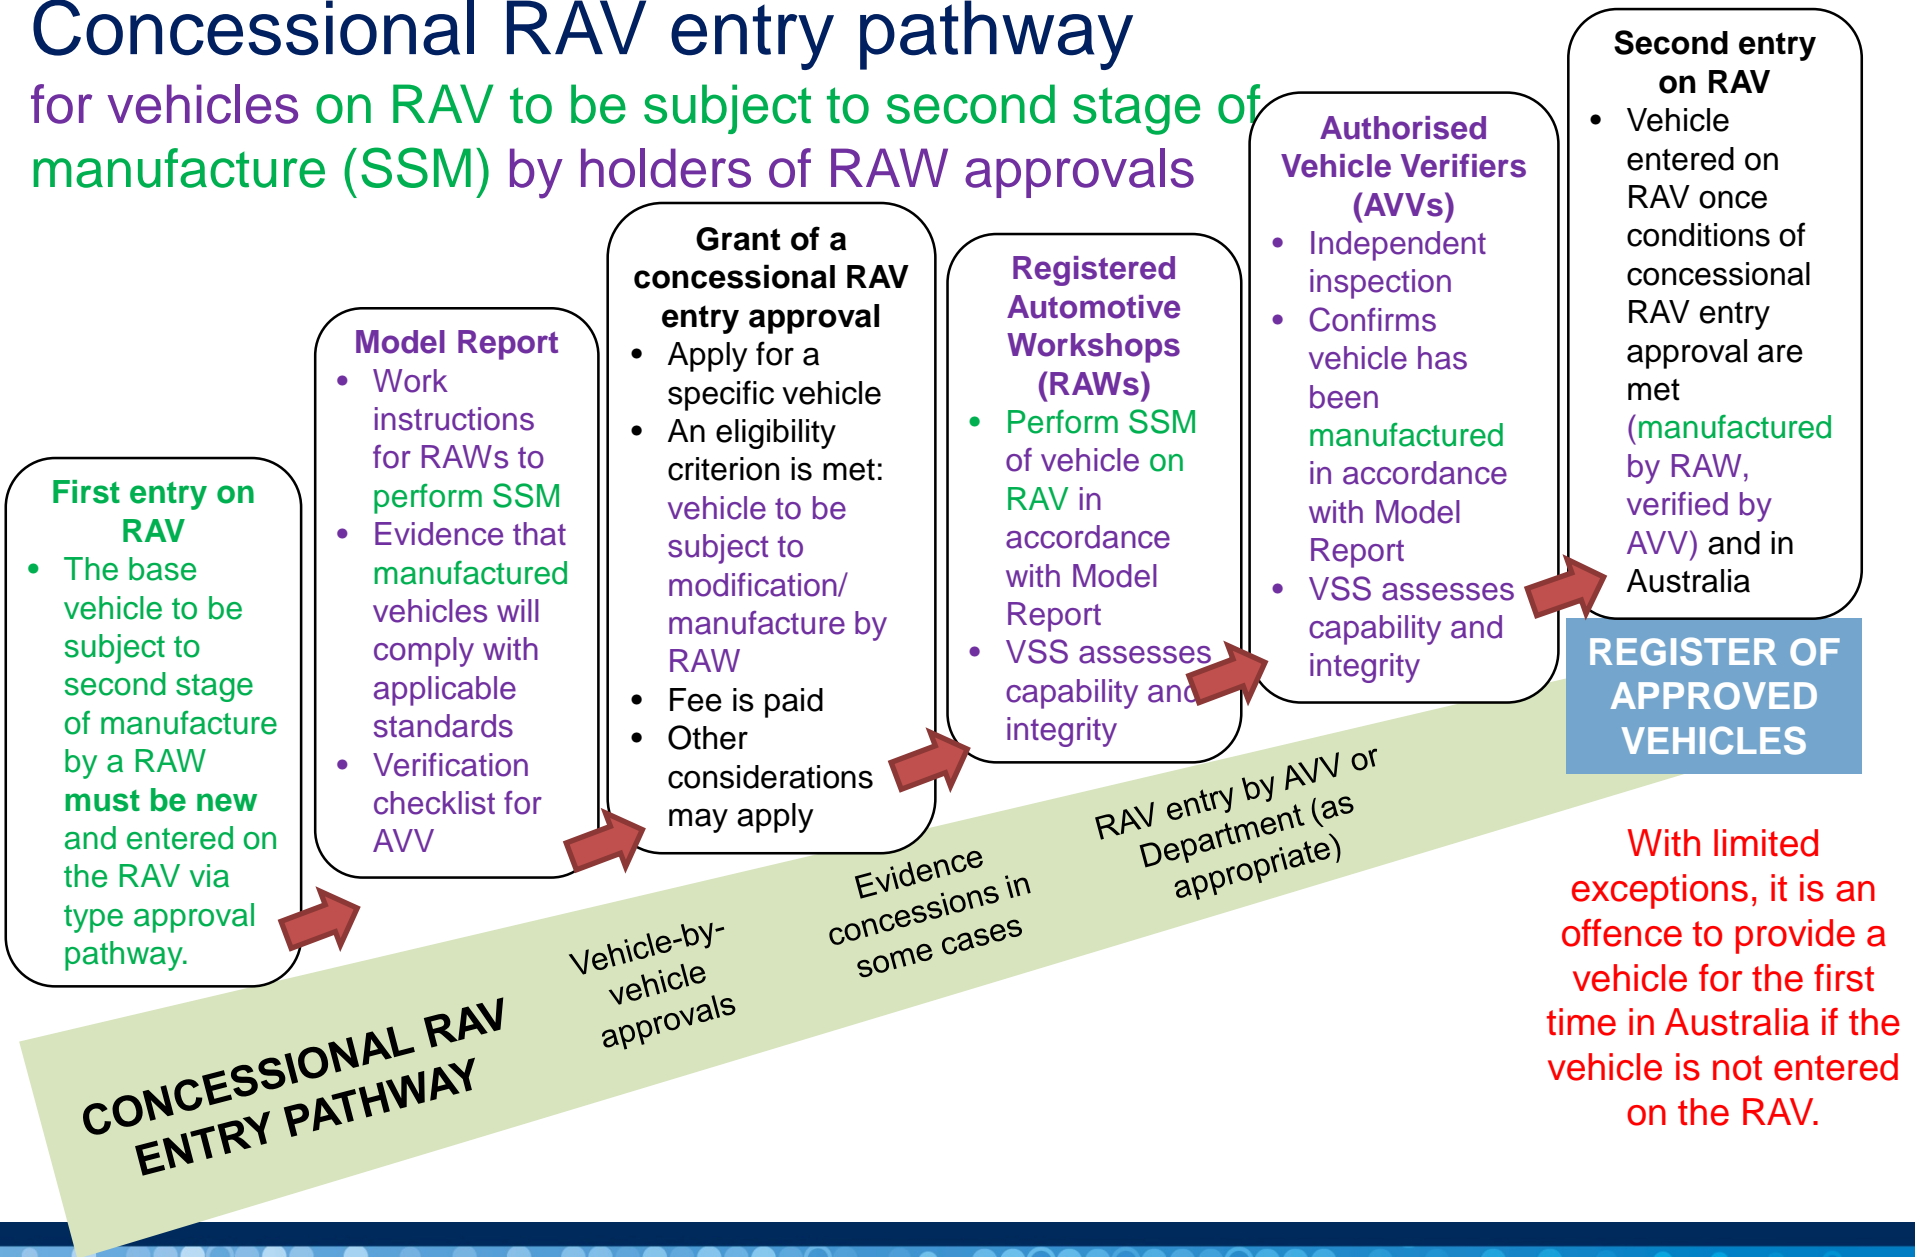 Concessional RAV entry pathway
for vehicles on RAV to be subject to second stage of
manufacture (SSM) by holders of RAW approvals
First entry on
RAV
• The base
vehicle to be
subject to
second stage
of manufacture
by a RAW
must be new
and entered on
the RAV via
type approval
pathway.
Model Report
• Work
instructions
for RAWs to
perform SSM
• Evidence that
manufactured
vehicles will
comply with
applicable
standards
• Verification
checklist for
AVV
Grant of a
concessional RAV
entry approval
• Apply for a
specific vehicle
• An eligibility
criterion is met:
vehicle to be
subject to
modification/
manufacture by
RAW
• Fee is paid
• Other
considerations
may apply
Registered
Automotive
Workshops
(RAWs)
• Perform SSM
of vehicle on
RAV in
accordance
with Model
Report
• VSS assesses
capability and
integrity
Authorised
Vehicle Verifiers
(AVVs)
• Independent
inspection
• Confirms
vehicle has
been
manufactured
in accordance
with Model
Report
• VSS assesses
capability and
integrity
Second entry
on RAV
• Vehicle
entered on
RAV once
conditions of
concessional
RAV entry
approval are
met
(manufactured
by RAW,
verified by
AVV) and in
Australia
REGISTER OF
APPROVED
VEHICLES
CONCESSIONAL RAV
ENTRY PATHWAY
Vehicle-by-
vehicle
approvals
Evidence
concessions in
some cases
RAV entry by AVV or
Department (as
appropriate)
With limited
exceptions, it is an
offence to provide a
vehicle for the first
time in Australia if the
vehicle is not entered
on the RAV.